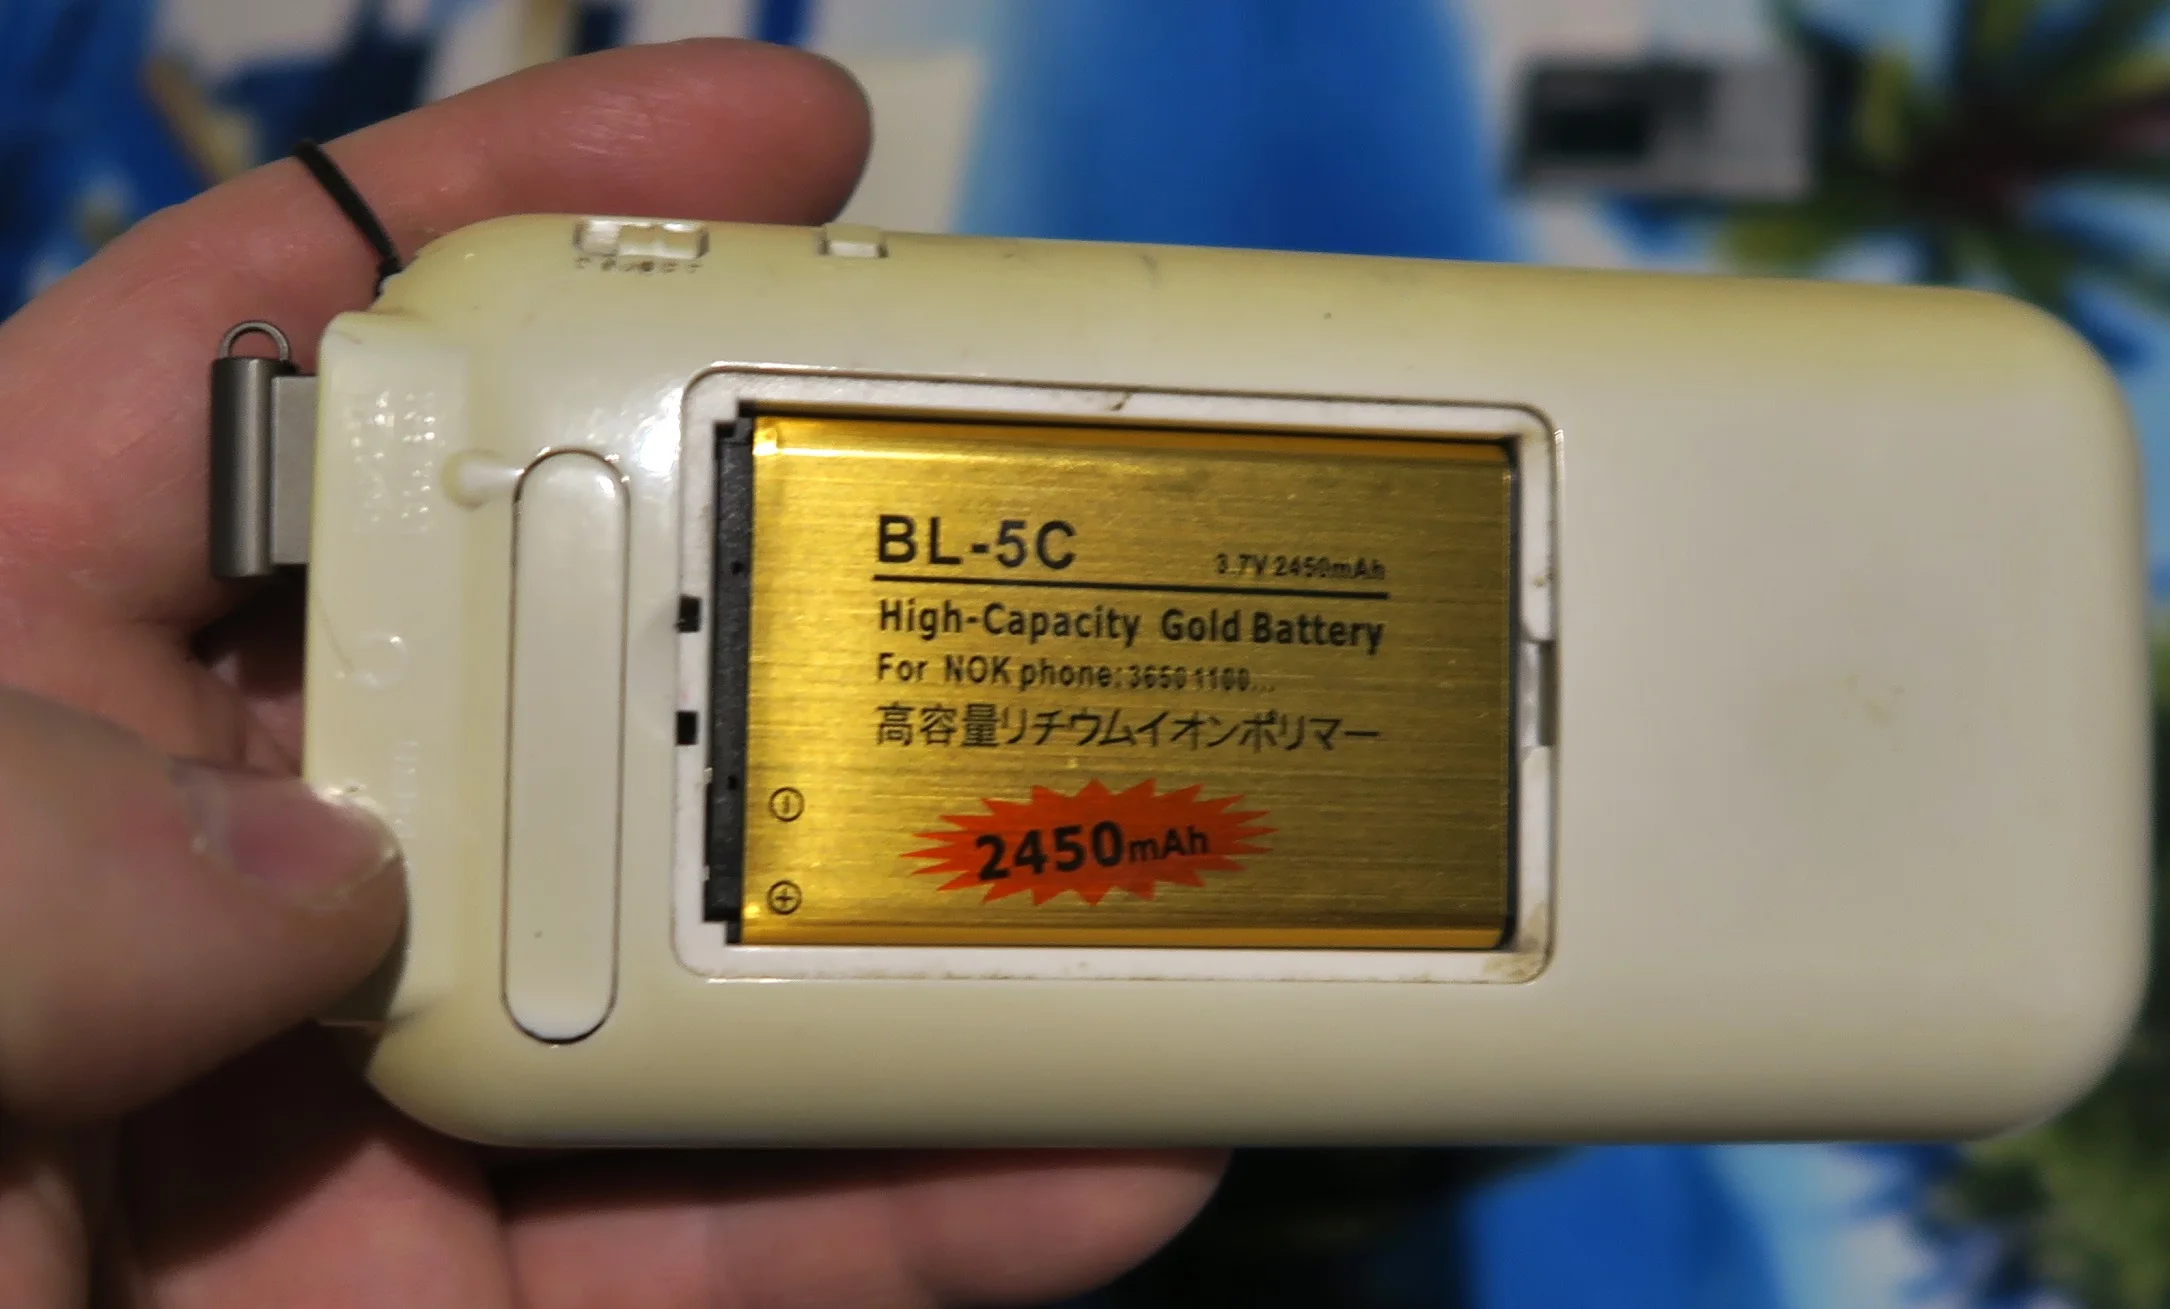 BL-5C
3.7V 2450mAh
High-Capacity Gold Battery
For NOK phone: 3650 1100...
高容量リチウムイオンポリマー
2450mAh